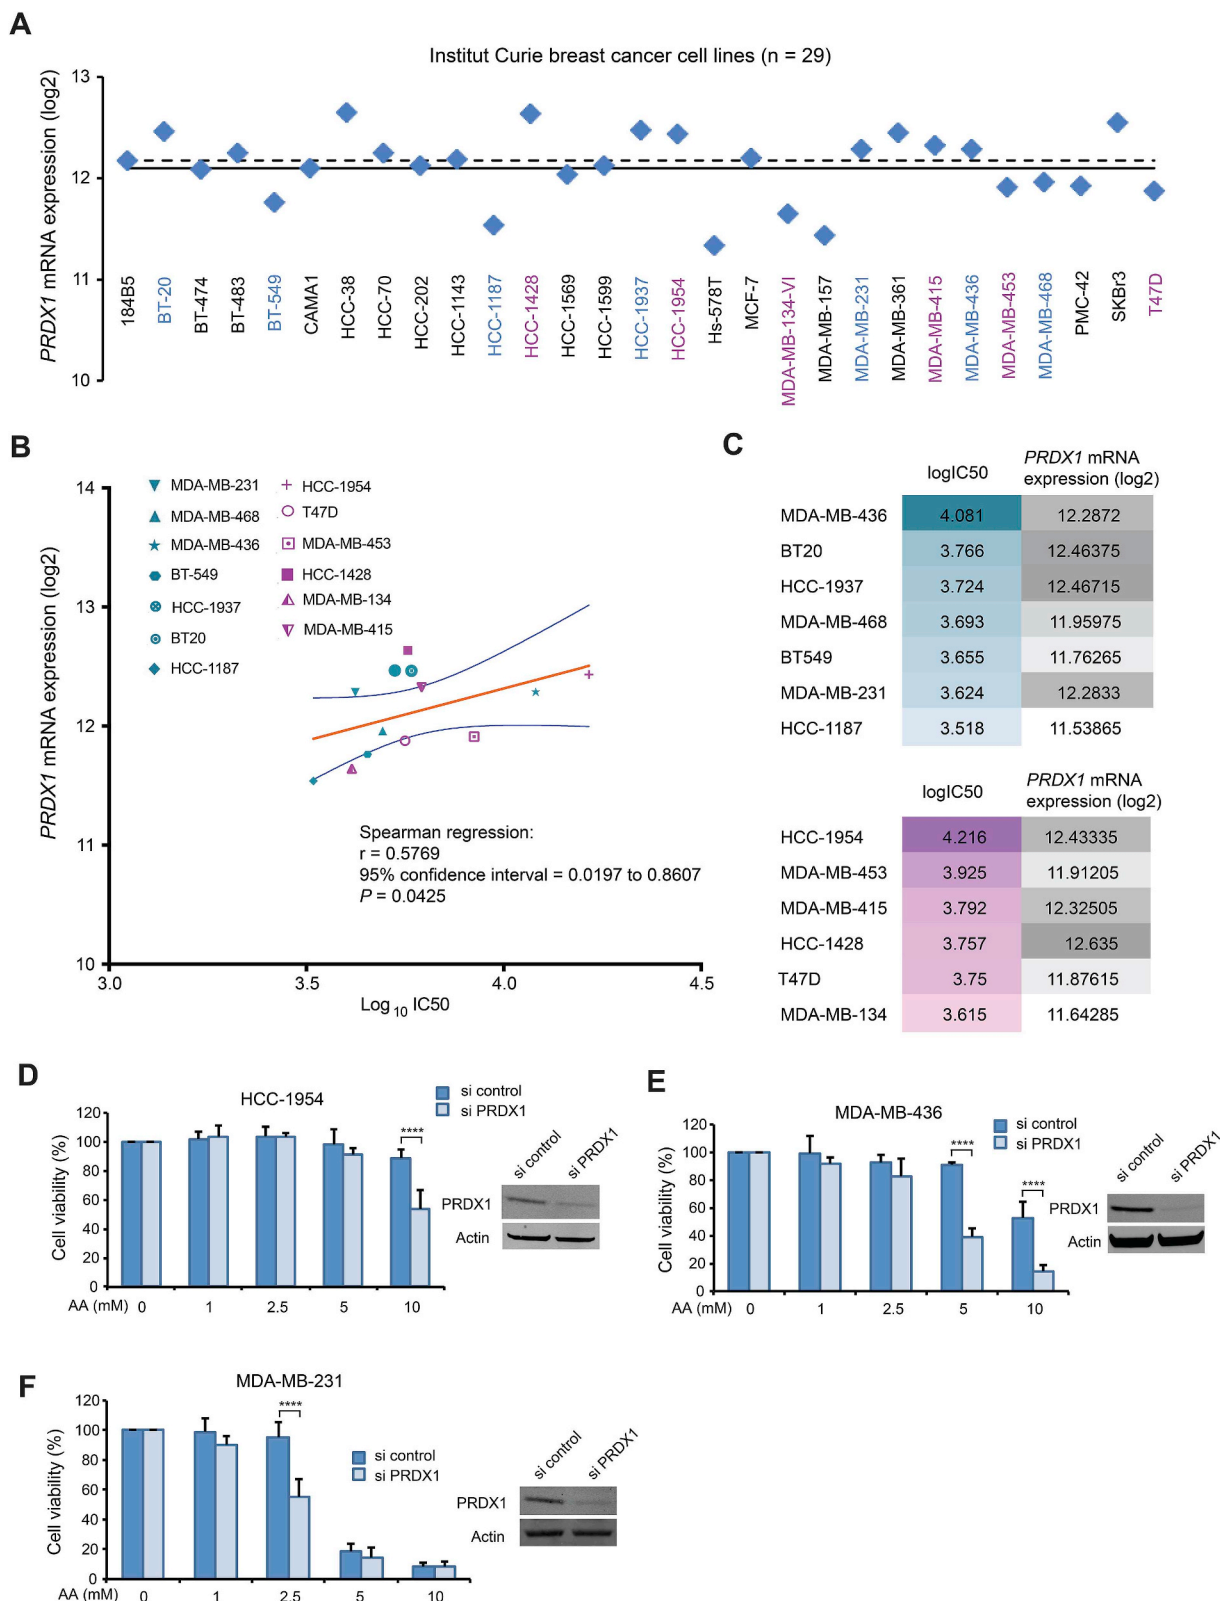 A
Institut Curie breast cancer cell lines (n = 29)
PRDX1 mRNA expression (log2)
13
12
11
10
184B5
BT-20
BT-474
BT-483
BT-549
CAMA1
HCC-38
HCC-70
HCC-202
HCC-1143
HCC-1187
HCC-1428
HCC-1569
HCC-1599
HCC-1937
HCC-1954
Hs-578T
MCF-7
MDA-MB-134-VI
MDA-MB-157
MDA-MB-231
MDA-MB-361
MDA-MB-415
MDA-MB-436
MDA-MB-453
MDA-MB-468
PMC-42
SKBr3
T47D
B
PRDX1 mRNA expression (log2)
14
13
12
11
10
MDA-MB-231
MDA-MB-468
MDA-MB-436
BT-549
HCC-1937
BT20
HCC-1187
HCC-1954
T47D
MDA-MB-453
HCC-1428
MDA-MB-134
MDA-MB-415
Spearman regression:
r = 0.5769
95% confidence interval = 0.0197 to 0.8607
P = 0.0425
3.0 3.5 4.0 4.5
Log10 IC50
C
logIC50 PRDX1 mRNA
expression (log2)
MDA-MB-436 4.081 12.2872
BT20 3.766 12.46375
HCC-1937 3.724 12.46715
MDA-MB-468 3.693 11.95975
BT549 3.655 11.76265
MDA-MB-231 3.624 12.2833
HCC-1187 3.518 11.53865
logIC50 PRDX1 mRNA
expression (log2)
HCC-1954 4.216 12.43335
MDA-MB-453 3.925 11.91205
MDA-MB-415 3.792 12.32505
HCC-1428 3.757 12.635
T47D 3.75 11.87615
MDA-MB-134 3.615 11.64285
D
HCC-1954
si control
si PRDX1
Cell viability (%)
120
100
80
60
40
20
0
****
AA (mM) 0 1 2.5 5 10
si control
si PRDX1
PRDX1
Actin
E
MDA-MB-436
si control
si PRDX1
Cell viability (%)
120
100
80
60
40
20
0
****
****
AA (mM) 0 1 2.5 5 10
si control
si PRDX1
PRDX1
Actin
F
MDA-MB-231
si control
si PRDX1
Cell viability (%)
120
100
80
60
40
20
0
****
AA (mM) 0 1 2.5 5 10
si control
si PRDX1
PRDX1
Actin